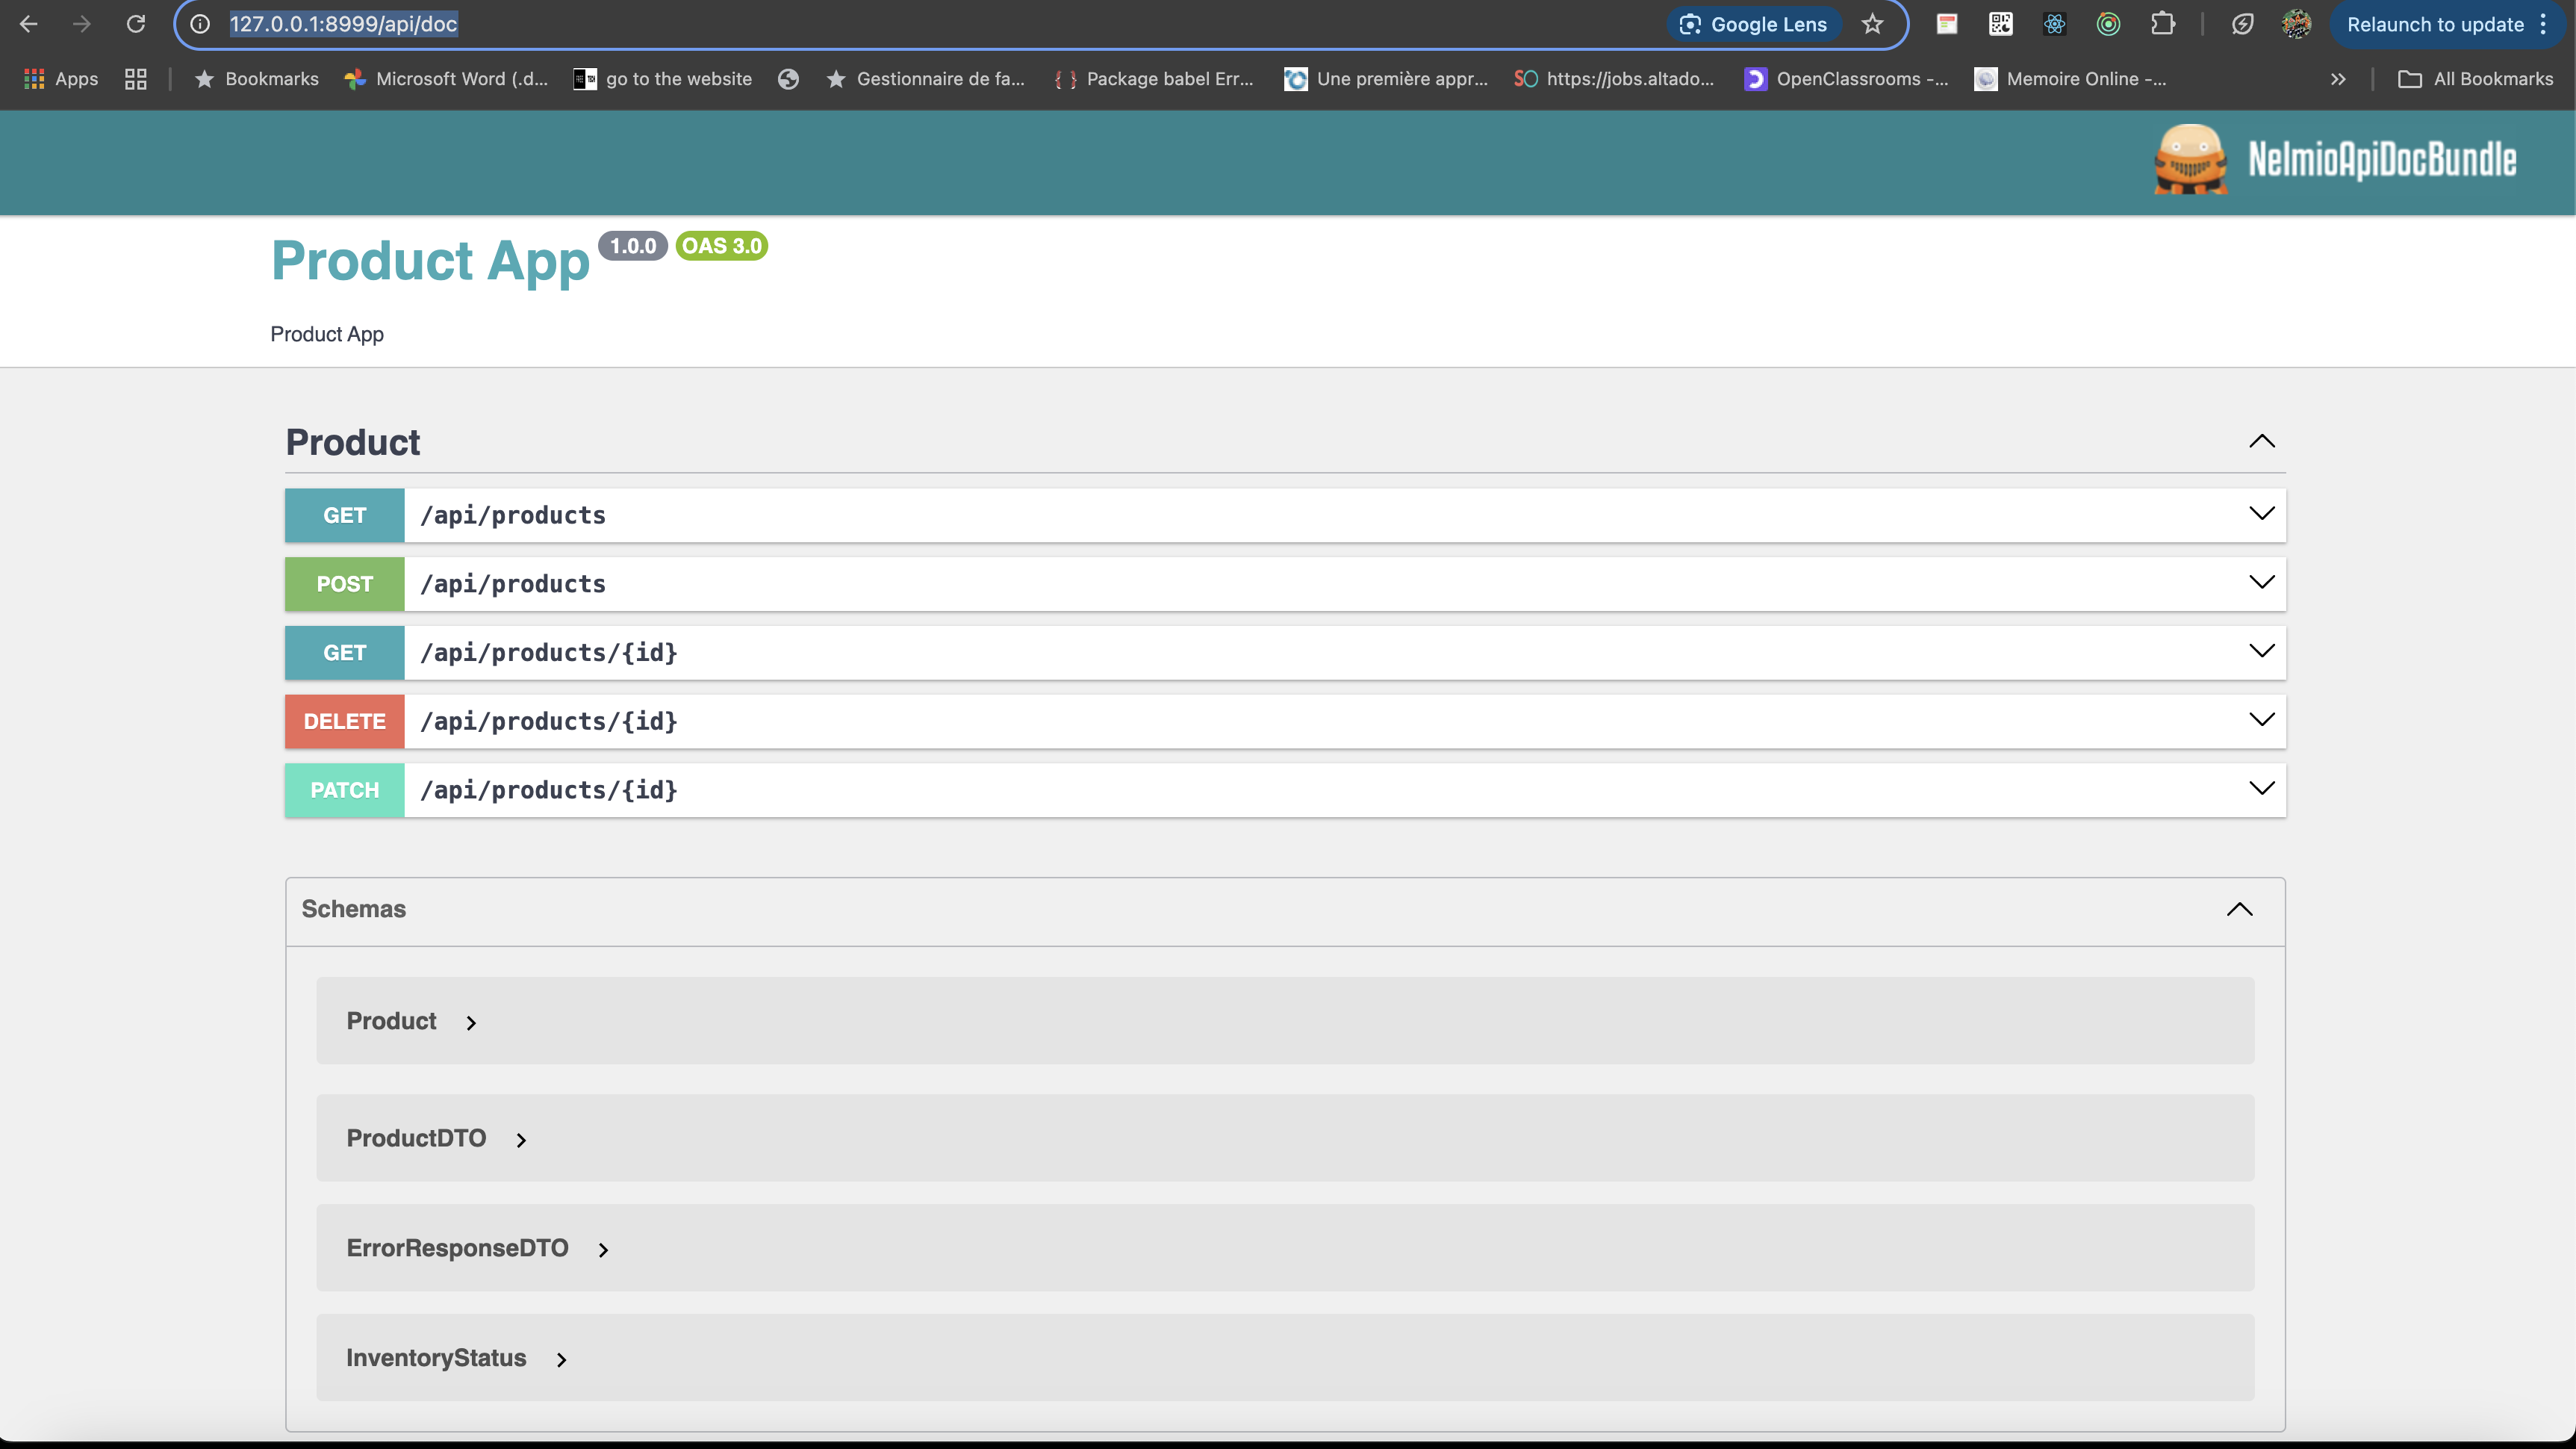 127.0.0.1:8999/api/doc Google Lens Relaunch to update
Apps Bookmarks Microsoft Word (.d... go to the website Gestionnaire de fa... Package babel Err... Une première appr... https://jobs.altado... OpenClassrooms -... Memoire Online -... All Bookmarks
NelmioApiDocBundle
Product App 1.0.0 OAS 3.0
Product App
Product
GET /api/products
POST /api/products
GET /api/products/{id}
DELETE /api/products/{id}
PATCH /api/products/{id}
Schemas
Product
ProductDTO
ErrorResponseDTO
InventoryStatus